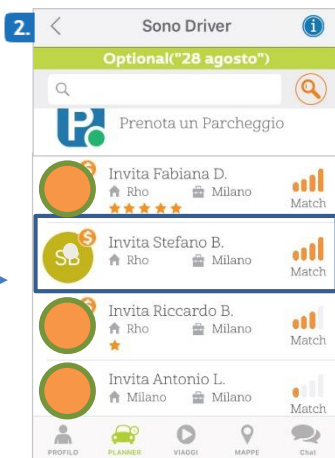 2.
Sono Driver
Optional("28 agosto")
P.
Prenota un Parcheggio
Invita Fabiana D.
Rho Milano
Match
Invita Stefano B.
SB
Rho Milano
Match
Invita Riccardo B.
Rho Milano
Match
Invita Antonio L.
Milano Milano
Match
PROFILO PLANNER VIAGGI MAPPE Chat